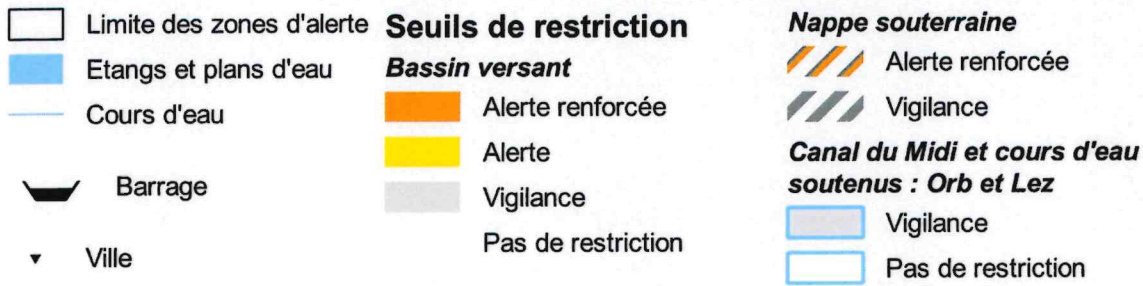 Limite des zones d'alerte
Etangs et plans d'eau
Cours d'eau
Barrage
Ville
Seuils de restriction
Bassin versant
Alerte renforcée
Alerte
Vigilance
Pas de restriction
Nappe souterraine
Alerte renforcée
Vigilance
Canal du Midi et cours d'eau
soutenus : Orb et Lez
Vigilance
Pas de restriction